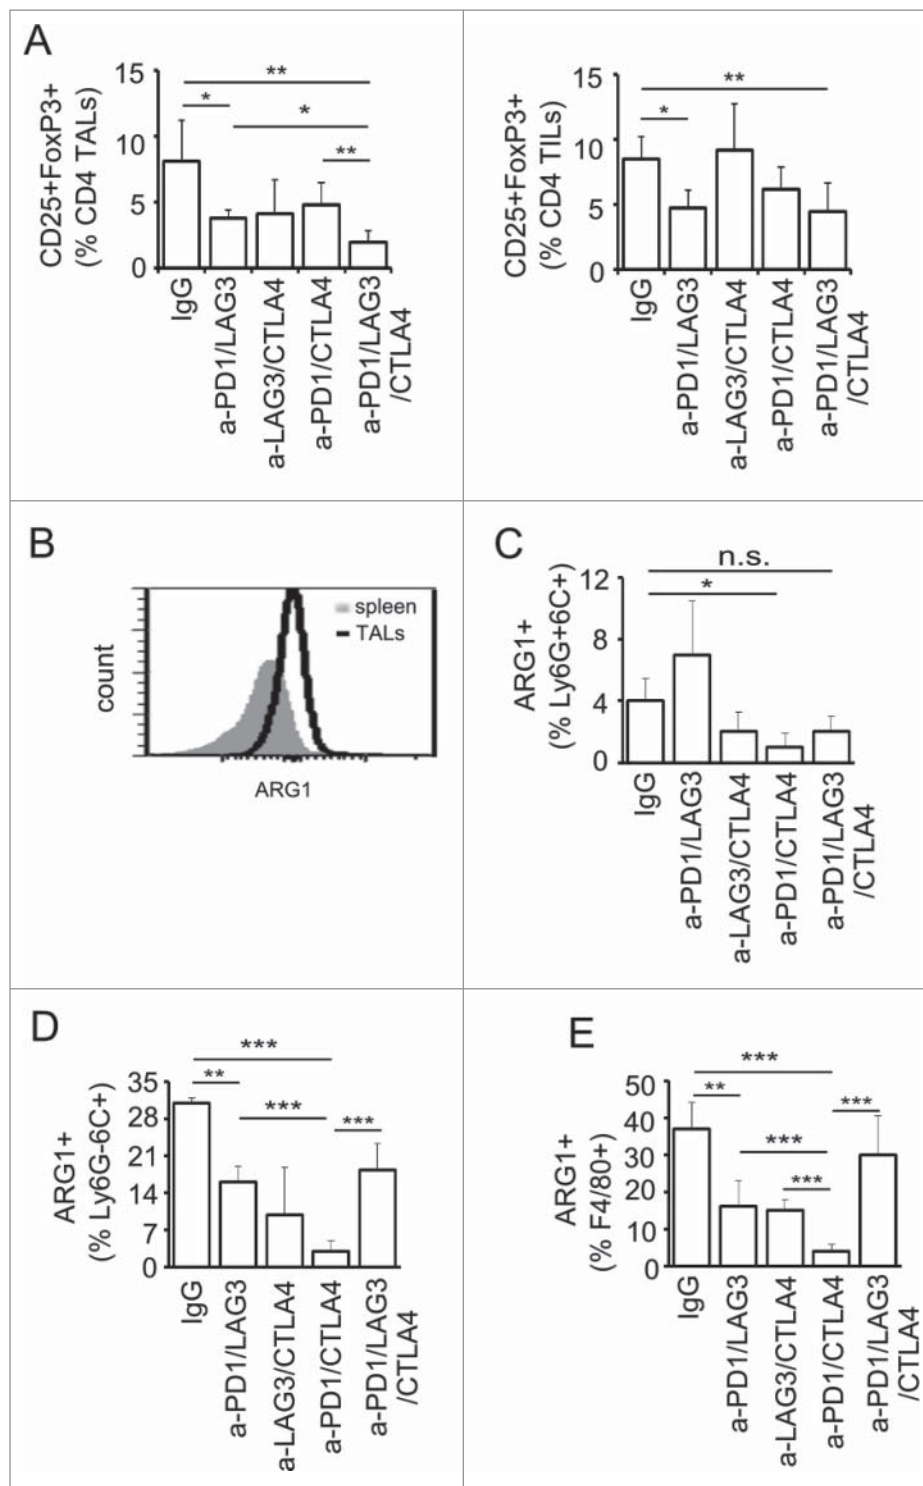 A
CD25+FoxP3+
(% CD4 TALs)
15
10
5
0
**
*
*
**
IgG
a-PD1/LAG3
a-LAG3/CTLA4
a-PD1/CTLA4
a-PD1/LAG3
/CTLA4
CD25+FoxP3+
(% CD4 TILs)
15
10
5
0
**
*
IgG
a-PD1/LAG3
a-LAG3/CTLA4
a-PD1/CTLA4
a-PD1/LAG3
/CTLA4
B
count
spleen
TALs
ARG1
C
ARG1+
(% Ly6G+6C+)
12
8
4
0
n.s.
*
IgG
a-PD1/LAG3
a-LAG3/CTLA4
a-PD1/CTLA4
a-PD1/LAG3
/CTLA4
D
ARG1+
(% Ly6G-6C+)
35
28
21
14
7
0
***
**
***
***
IgG
a-PD1/LAG3
a-LAG3/CTLA4
a-PD1/CTLA4
a-PD1/LAG3
/CTLA4
E
ARG1+
(% F4/80+)
50
40
30
20
10
0
***
**
***
***
***
IgG
a-PD1/LAG3
a-LAG3/CTLA4
a-PD1/CTLA4
a-PD1/LAG3
/CTLA4